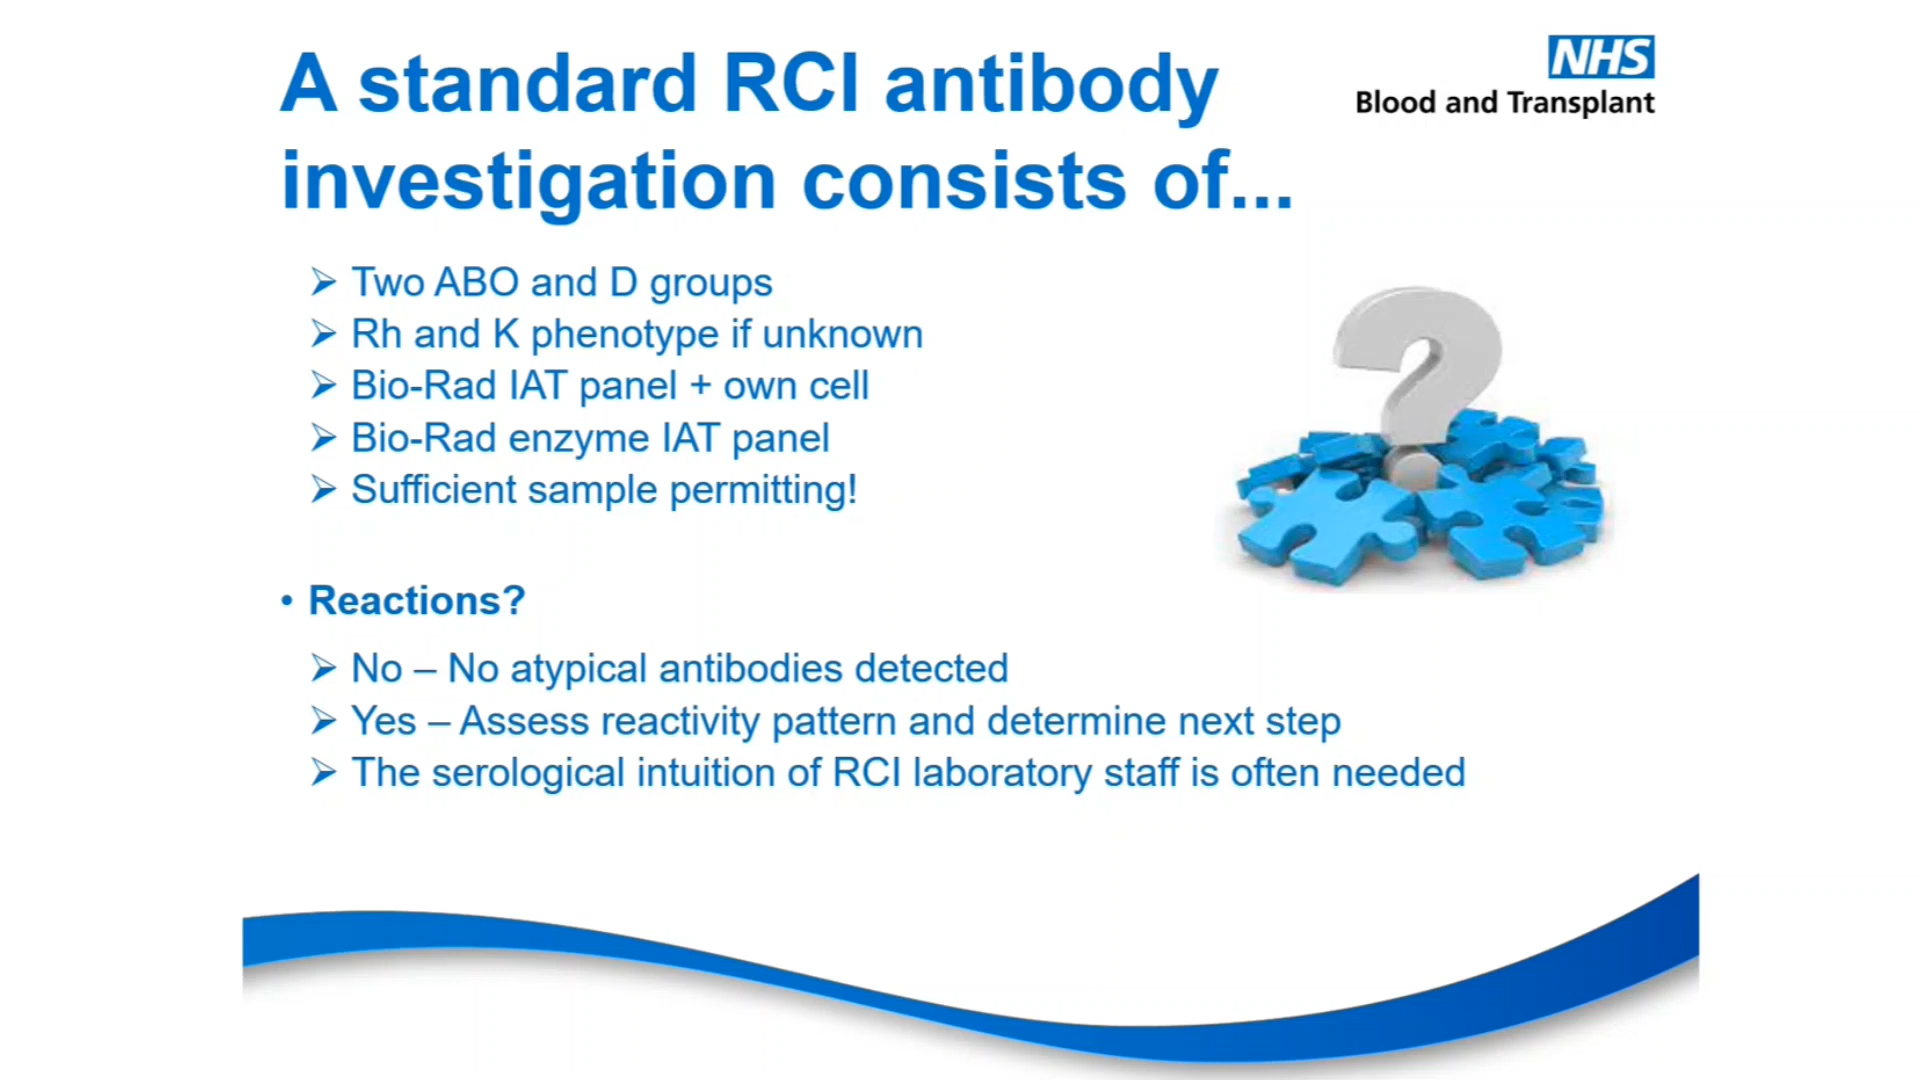 A standard RCI antibody
investigation consists of...
NHS
Blood and Transplant
➢ Two ABO and D groups
➢ Rh and K phenotype if unknown
➢ Bio-Rad IAT panel + own cell
➢ Bio-Rad enzyme IAT panel
➢ Sufficient sample permitting!
• Reactions?
➢ No – No atypical antibodies detected
➢ Yes – Assess reactivity pattern and determine next step
➢ The serological intuition of RCI laboratory staff is often needed